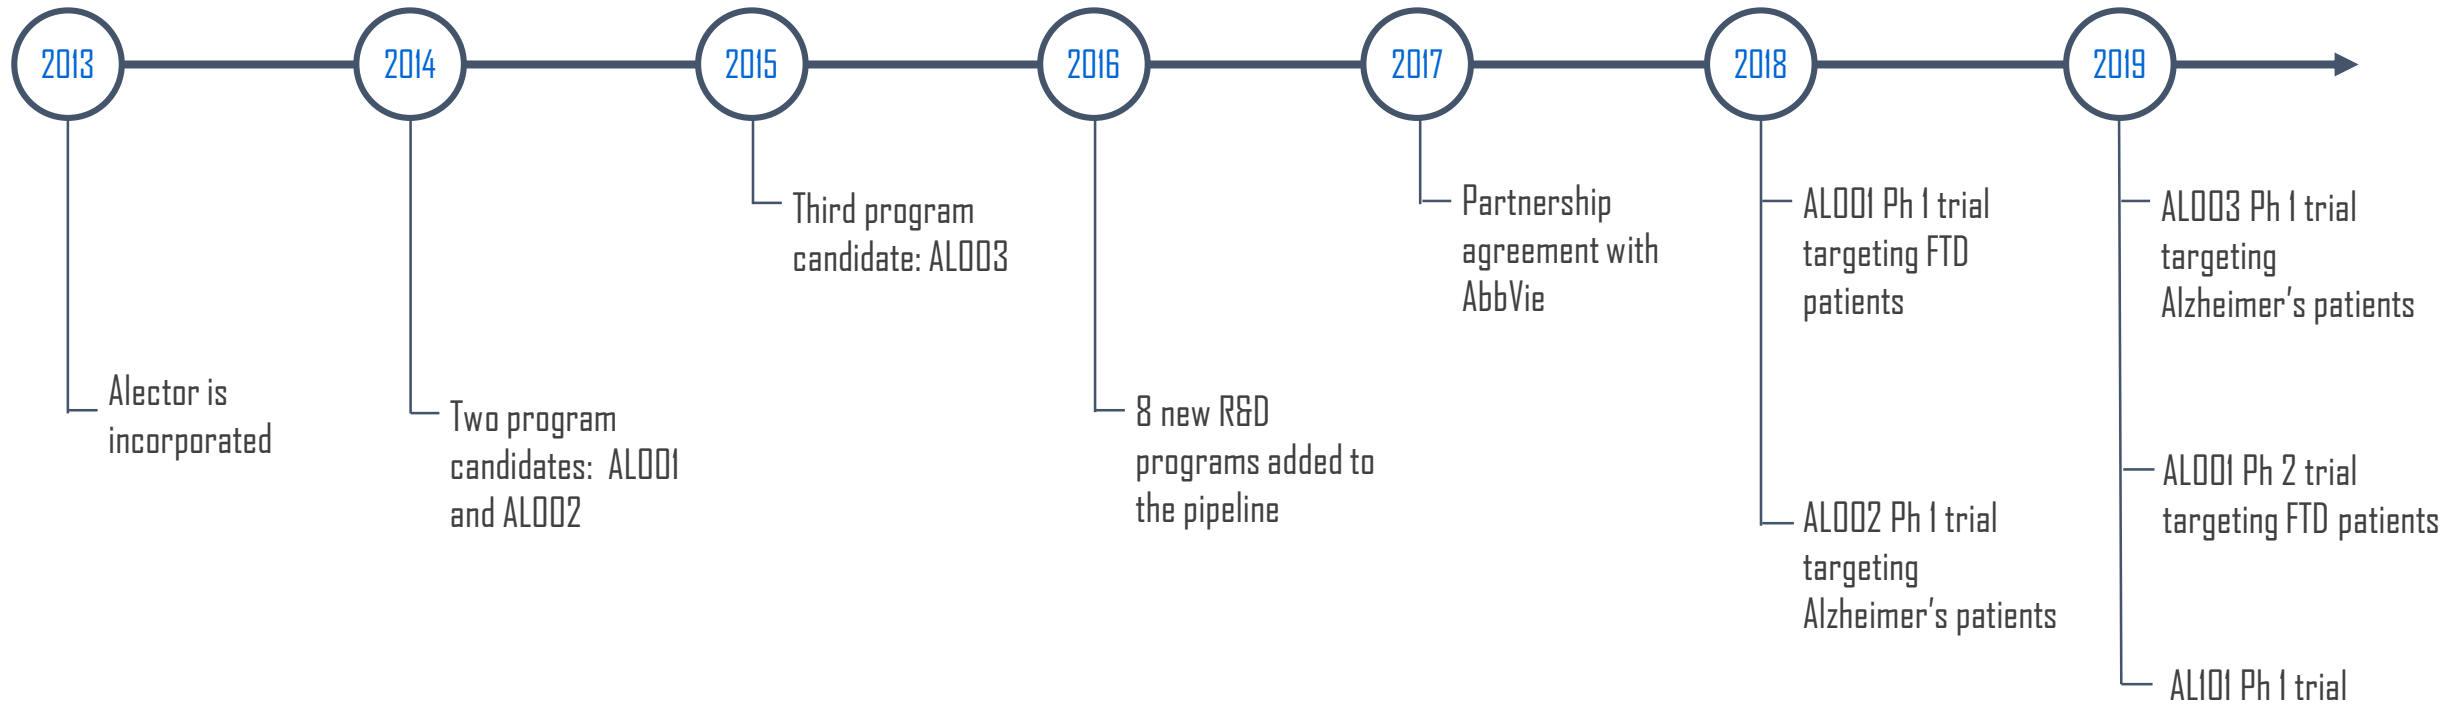 2013
2014
2015
2016
2017
2018
2019
Alector is
incorporated
Two program
candidates:  AL001
and AL002
Third program
candidate: AL003
8 new R&D
programs added to
the pipeline
Partnership
agreement with
AbbVie
AL001 Ph 1 trial
targeting FTD
patients
AL002 Ph 1 trial
targeting
Alzheimer's patients
AL003 Ph 1 trial
targeting
Alzheimer's patients
AL001 Ph 2 trial
targeting FTD patients
AL101 Ph 1 trial